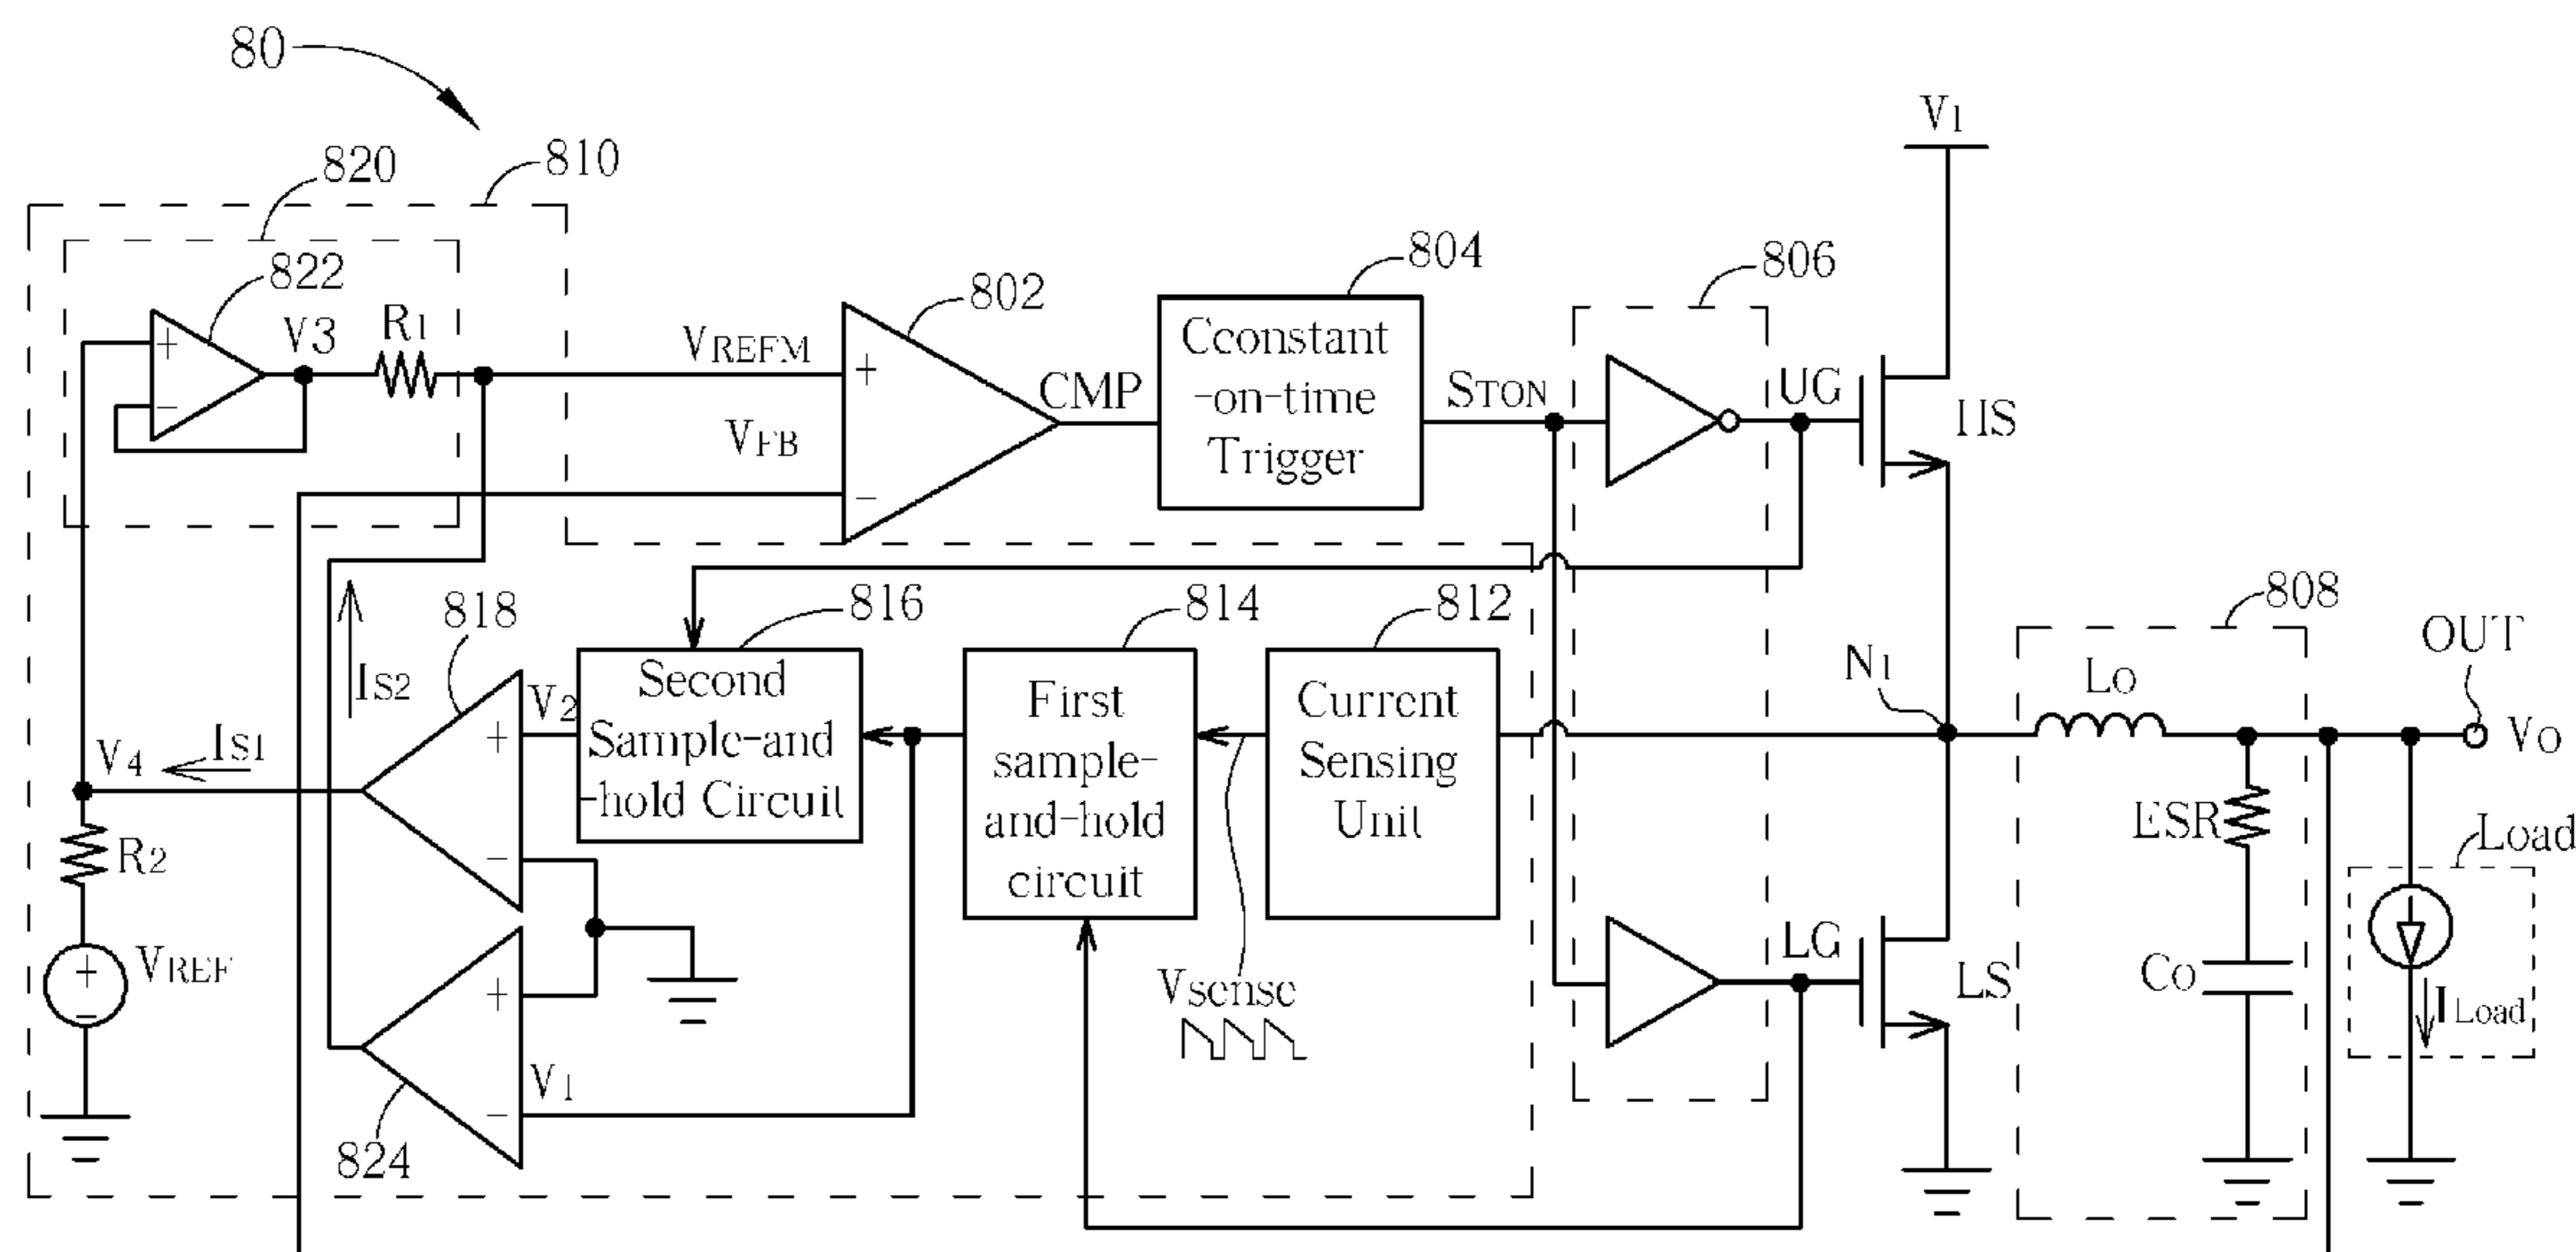 80
820
810
822
V3
R1
802
804
806
VI
VREFM
VFB
+
-
+
-
CMP
Cconstant
-on-time
Trigger
STON
UG
HS
818
816
814
812
808
IS2
IS1
V4
V2
+
-
Second
Sample-and
-hold Circuit
First
sample-
and-hold
circuit
Current
Sensing
Unit
N1
LO
OUT
VO
R2
VREF
+
-
+
-
V1
824
Vsense
LG
LS
ESR
CO
Load
ILoad